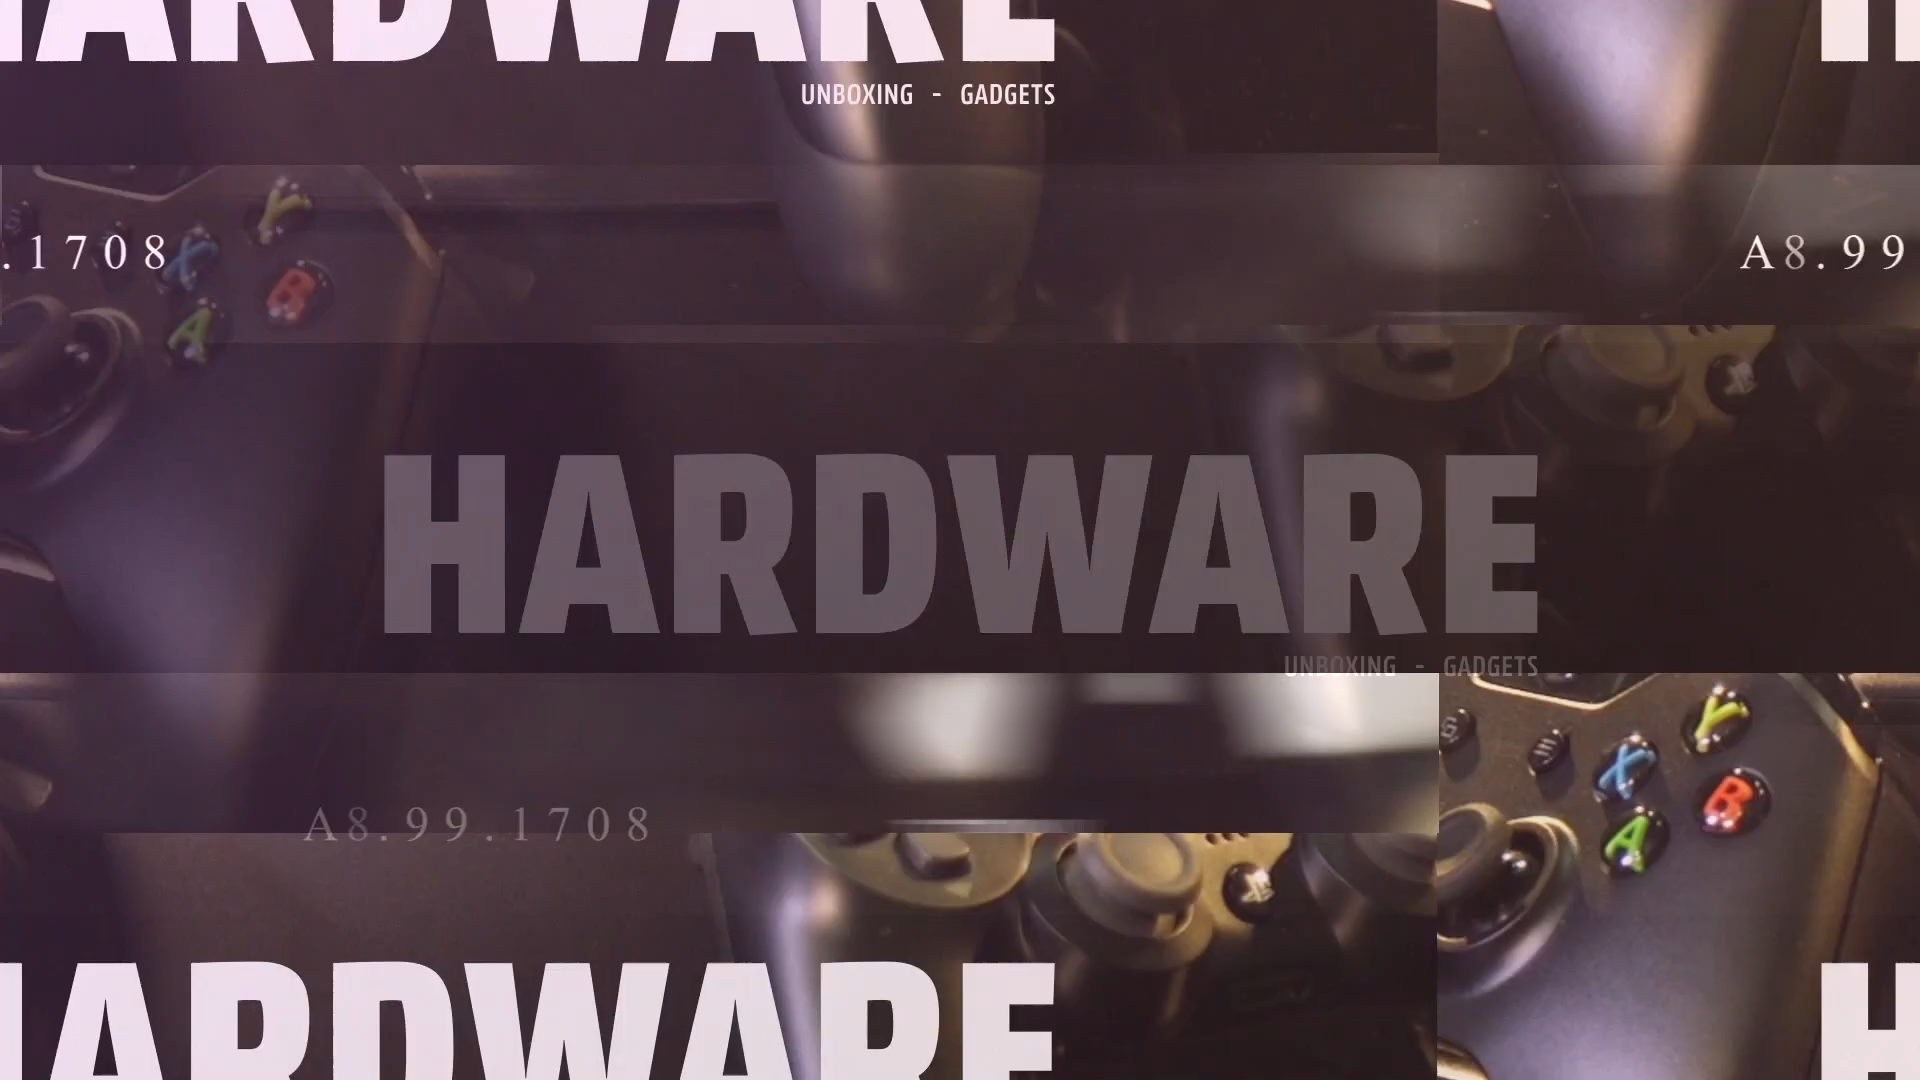 HARDWARE H
UNBOXING - GADGETS
Y
.1708 X A8.99
B
A
HARDWARE
UNBOXING - GADGETS
Y
X
B
A
A8.99.1708
HARDWARE H